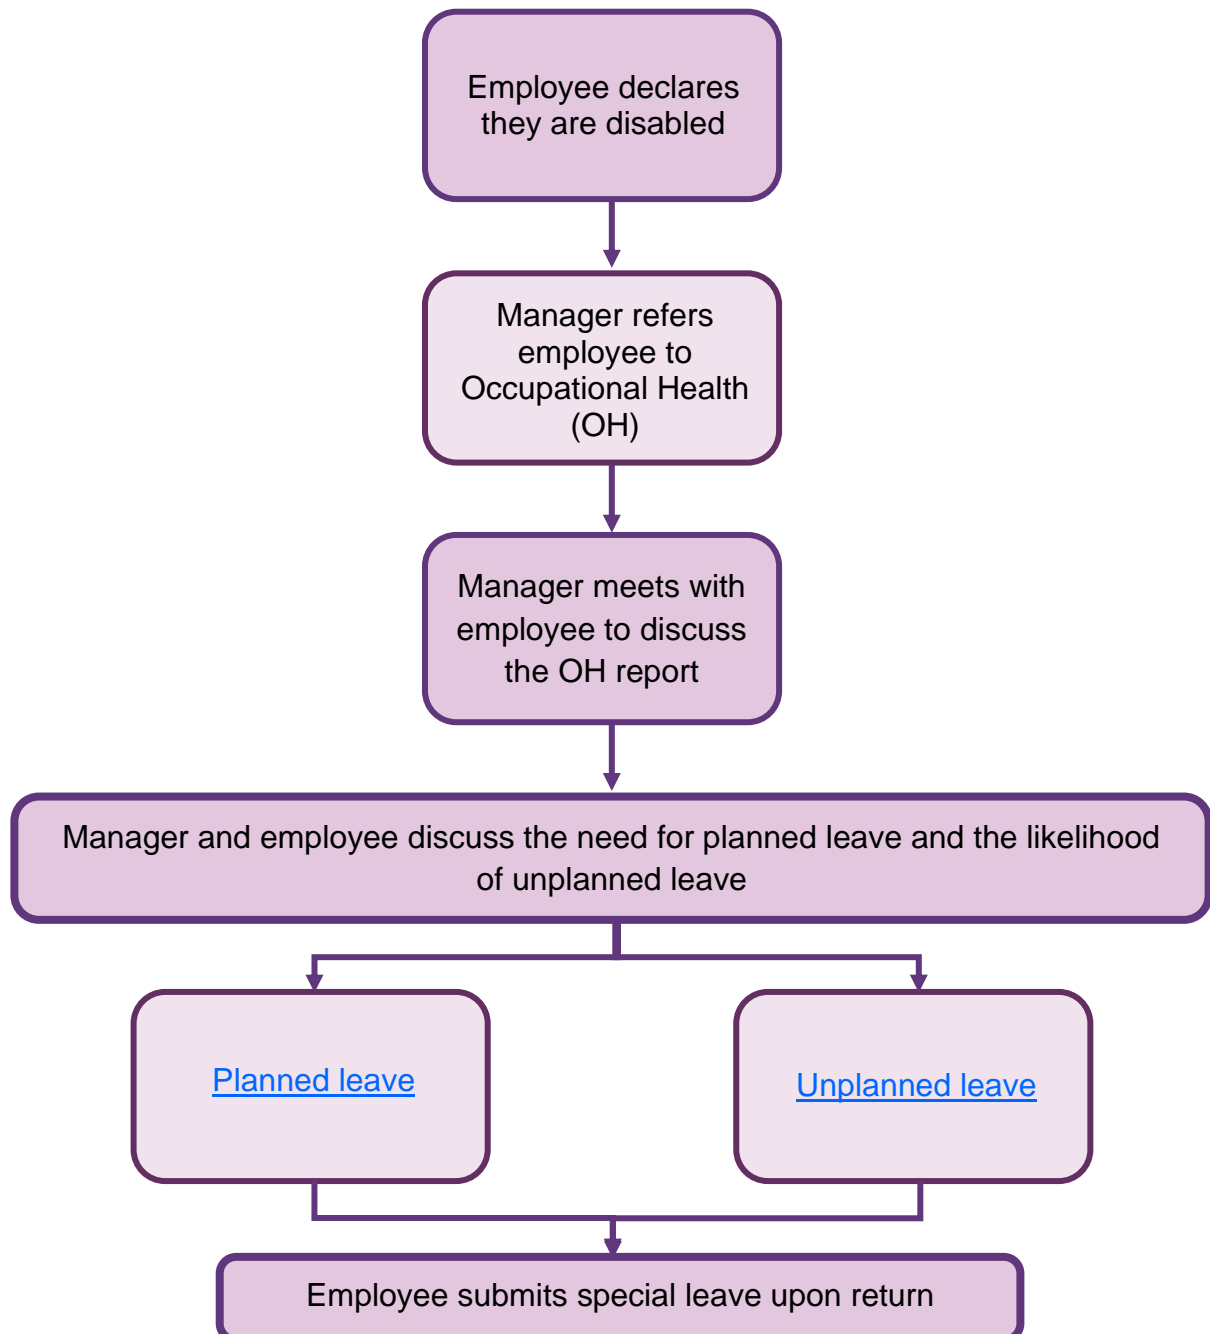 Employee declares
they are disabled
Manager refers
employee to
Occupational Health
(OH)
Manager meets with
employee to discuss
the OH report
Manager and employee discuss the need for planned leave and the likelihood
of unplanned leave
Planned leave
Unplanned leave
Employee submits special leave upon return